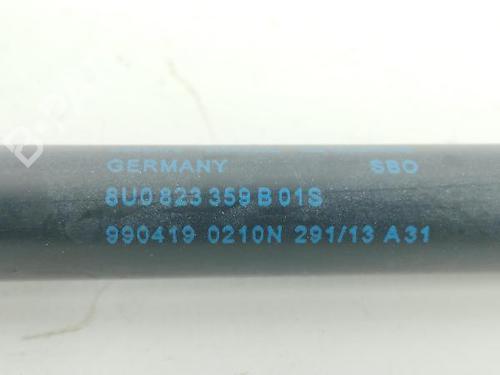 GERMANY SBO
8U0 823 359 B 01S
990419 0210N 291/13 A31